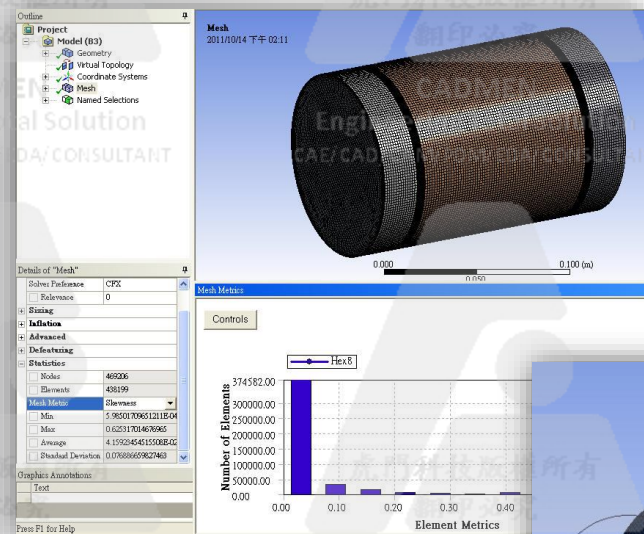 Outline
Project
Model (B3)
Geometry
Virtual Topology
Coordinate Systems
Mesh
Named Selections
Mesh
2011/10/14 下午 02:11
0.000
0.050
0.100 (m)
Details of "Mesh"
Solver Preference CFX
Relevance 0
Sizing
Inflation
Advanced
Defeaturing
Statistics
Nodes 469206
Elements 438199
Mesh Metric Skewness
Min 5.98501709651211E-04
Max 0.625317014676965
Average 4.15923454515508E-02
Standard Deviation 0.076886659827463
Graphics Annotations
Text
Press F1 for Help
Mesh Metrics
Controls
Hex8
Number of Elements
374582.00
300000.00
250000.00
200000.00
150000.00
100000.00
50000.00
0.00
0.00 0.10 0.20 0.30 0.40
Element Metrics